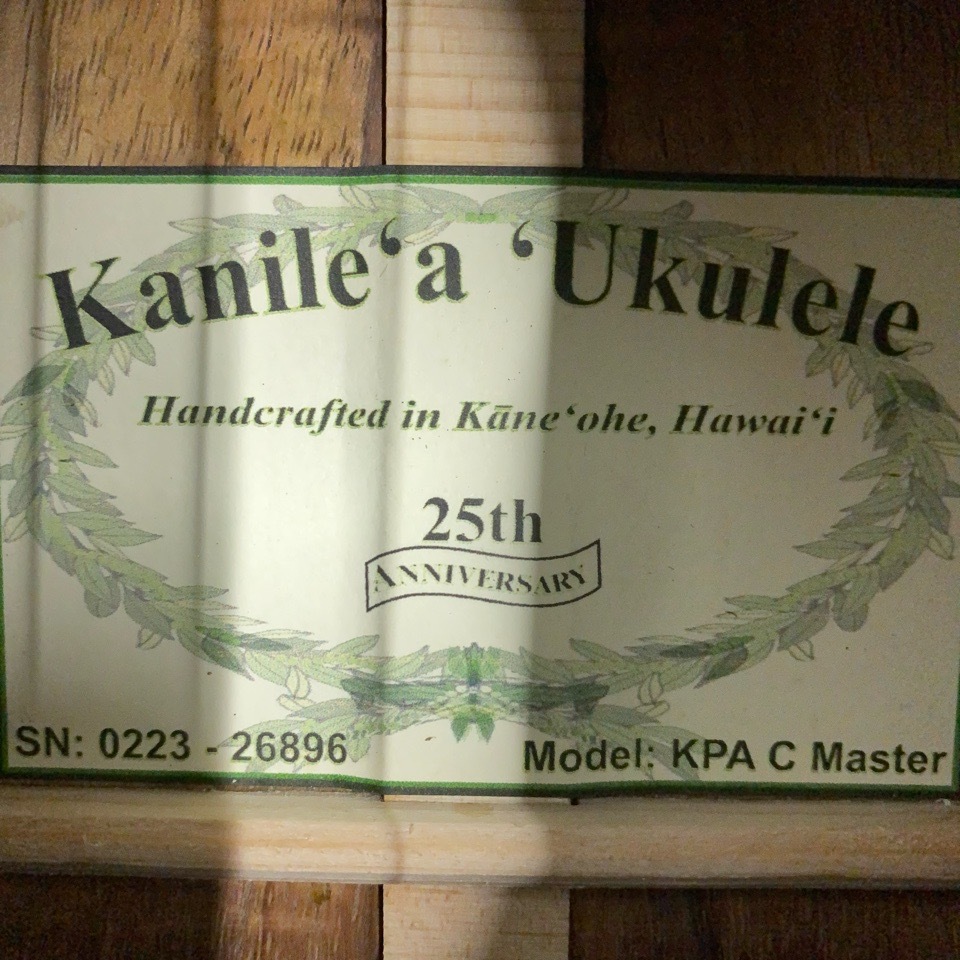 Kanile‘a ‘Ukulele
Handcrafted in Kāne‘ohe, Hawai‘i
25th
ANNIVERSARY
SN: 0223 - 26896
Model: KPA C Master